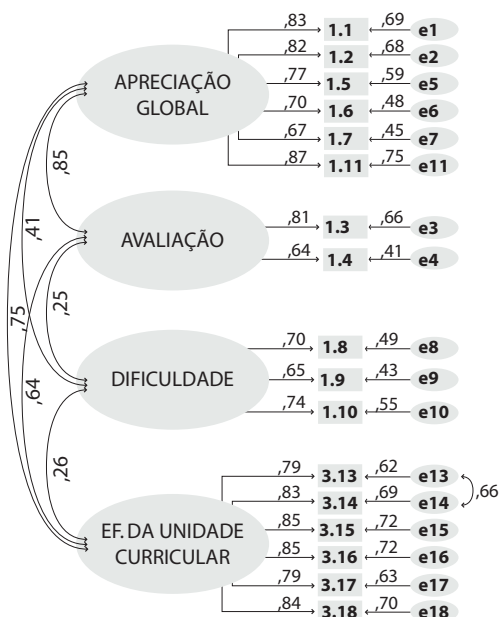 ,83 1.1 ,69 e1
,82 1.2 ,68 e2
,77 1.5 ,59 e5
,70 1.6 ,48 e6
,67 1.7 ,45 e7
,87 1.11 ,75 e11
APRECIAÇÃO
GLOBAL
,85
,41
,81 1.3 ,66 e3
,64 1.4 ,41 e4
AVALIAÇÃO
,25
,75
,64
,70 1.8 ,49 e8
,65 1.9 ,43 e9
,74 1.10 ,55 e10
DIFICULDADE
,26
,79 3.13 ,62 e13
,83 3.14 ,69 e14
,66
,85 3.15 ,72 e15
,85 3.16 ,72 e16
,79 3.17 ,63 e17
,84 3.18 ,70 e18
EF. DA UNIDADE
CURRICULAR